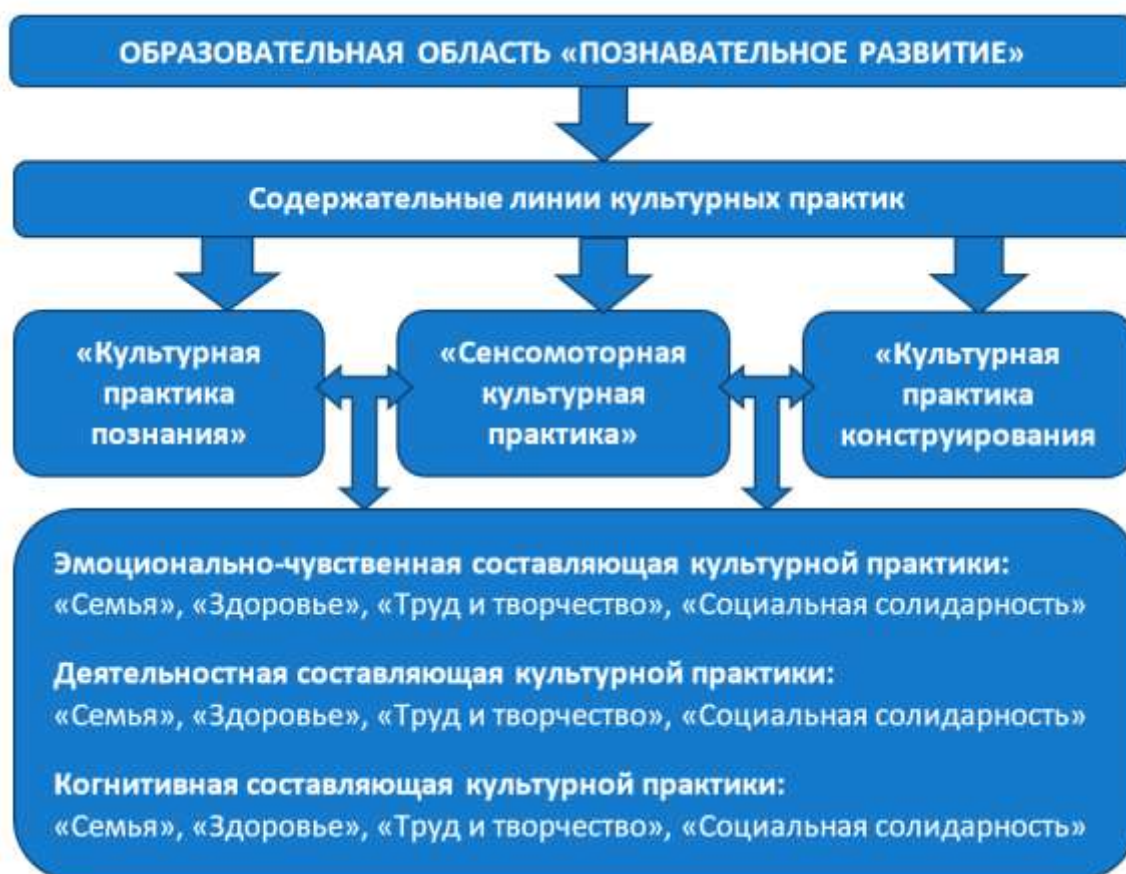 ОБРАЗОВАТЕЛЬНАЯ ОБЛАСТЬ «ПОЗНАВАТЕЛЬНОЕ РАЗВИТИЕ»
Содержательные линии культурных практик
«Культурная
практика
познания»
«Сенсомоторная
культурная
практика»
«Культурная
практика
конструирования
Эмоционально-чувственная составляющая культурной практики:
«Семья», «Здоровье», «Труд и творчество», «Социальная солидарность»
Деятельностная составляющая культурной практики:
«Семья», «Здоровье», «Труд и творчество», «Социальная солидарность»
Когнитивная составляющая культурной практики:
«Семья», «Здоровье», «Труд и творчество», «Социальная солидарность»